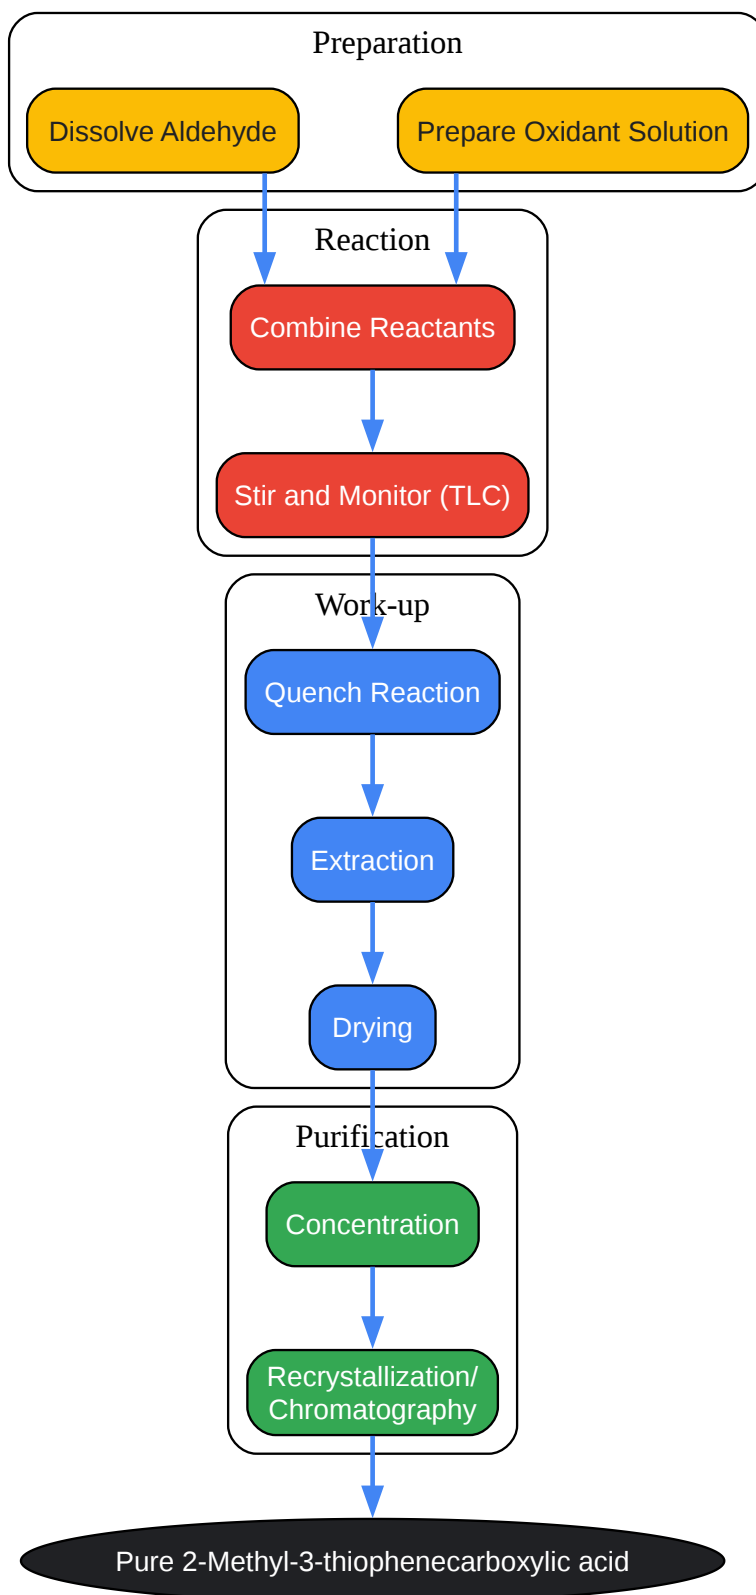 Preparation
Dissolve Aldehyde
Prepare Oxidant Solution
Reaction
Combine Reactants
Stir and Monitor (TLC)
Work-up
Quench Reaction
Extraction
Drying
Purification
Concentration
Recrystallization/
Chromatography
Pure 2-Methyl-3-thiophenecarboxylic acid